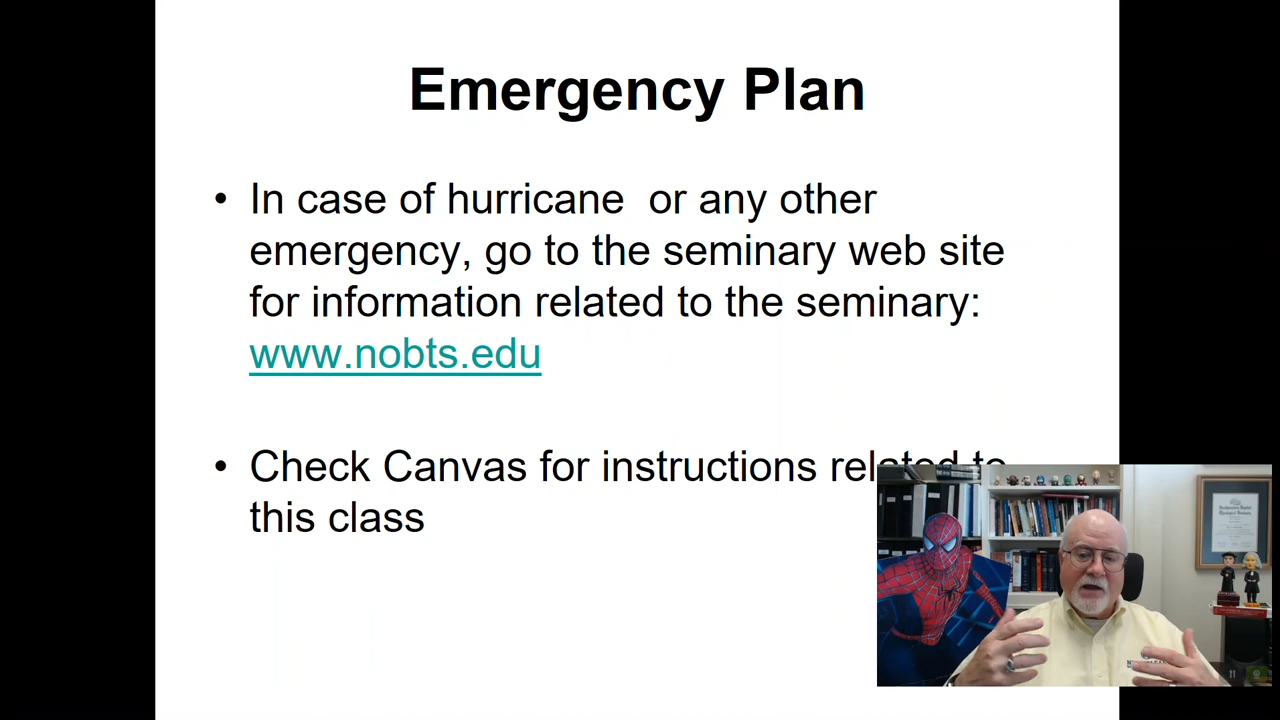 Emergency Plan
• In case of hurricane  or any other
emergency, go to the seminary web site
for information related to the seminary:
www.nobts.edu
• Check Canvas for instructions related to
this class